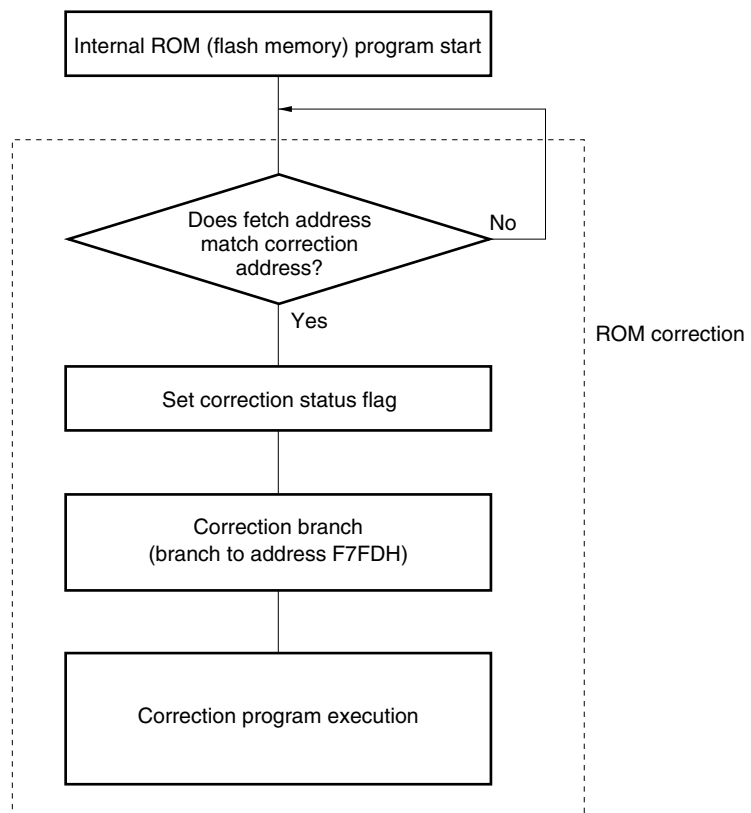 Internal ROM (flash memory) program start
Does fetch address
match correction
address?
No
Yes
ROM correction
Set correction status flag
Correction branch
(branch to address F7FDH)
Correction program execution